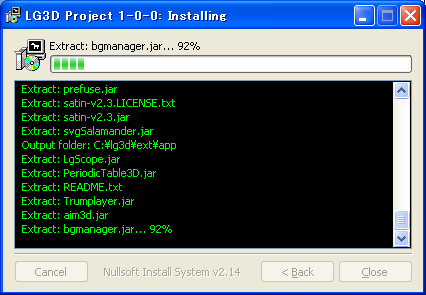 LG3D Project 1-0-0: Installing
Extract: bgmanager.jar... 92%
Extract: prefuse.jar
Extract: satin-v2.3.LICENSE.txt
Extract: satin-v2.3.jar
Extract: svgSalamander.jar
Output folder: C:¥lg3d¥ext¥app
Extract: LgScope.jar
Extract: PeriodicTable3D.jar
Extract: README.txt
Extract: Trumplayer.jar
Extract: aim3d.jar
Extract: bgmanager.jar... 92%
Cancel
Nullsoft Install System v2.14
< Back
Close